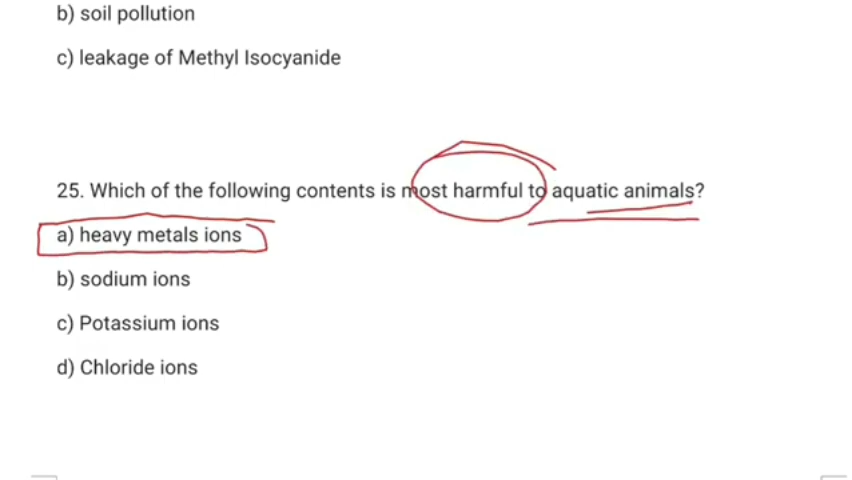 b) soil pollution
c) leakage of Methyl Isocyanide
25. Which of the following contents is most harmful to aquatic animals?
a) heavy metals ions
b) sodium ions
c) Potassium ions
d) Chloride ions